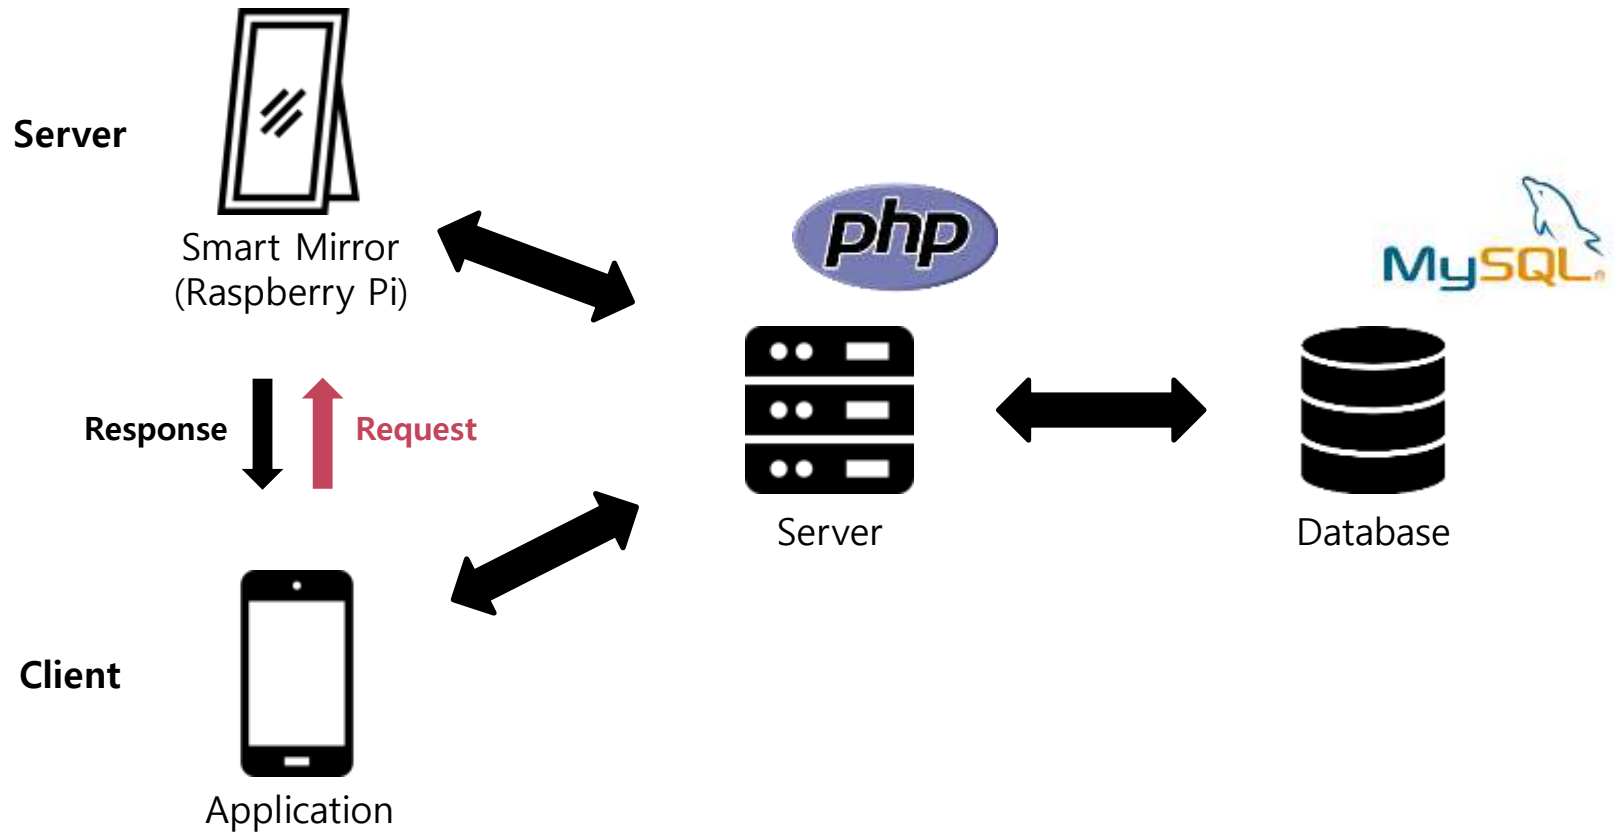 Server
Smart Mirror
(Raspberry Pi)
php
MySQL®
Response
Request
Server
Database
Client
Application